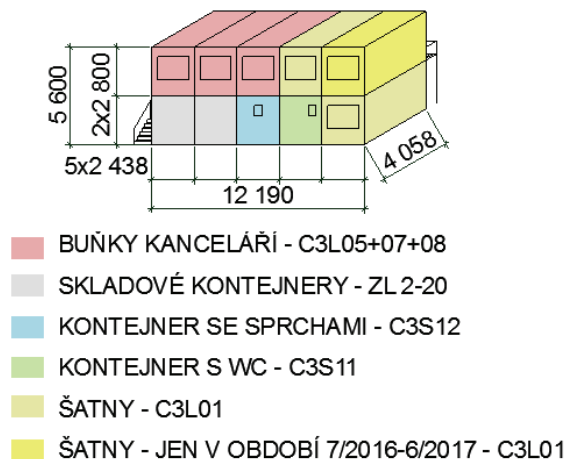 5 600
2x2 800
5x2 438
4 058
12 190
BUŇKY KANCELÁŘÍ - C3L05+07+08
SKLADOVÉ KONTEJNERY - ZL 2-20
KONTEJNER SE SPRCHAMI - C3S12
KONTEJNER S WC - C3S11
ŠATNY - C3L01
ŠATNY - JEN V OBDOBÍ 7/2016-6/2017 - C3L01